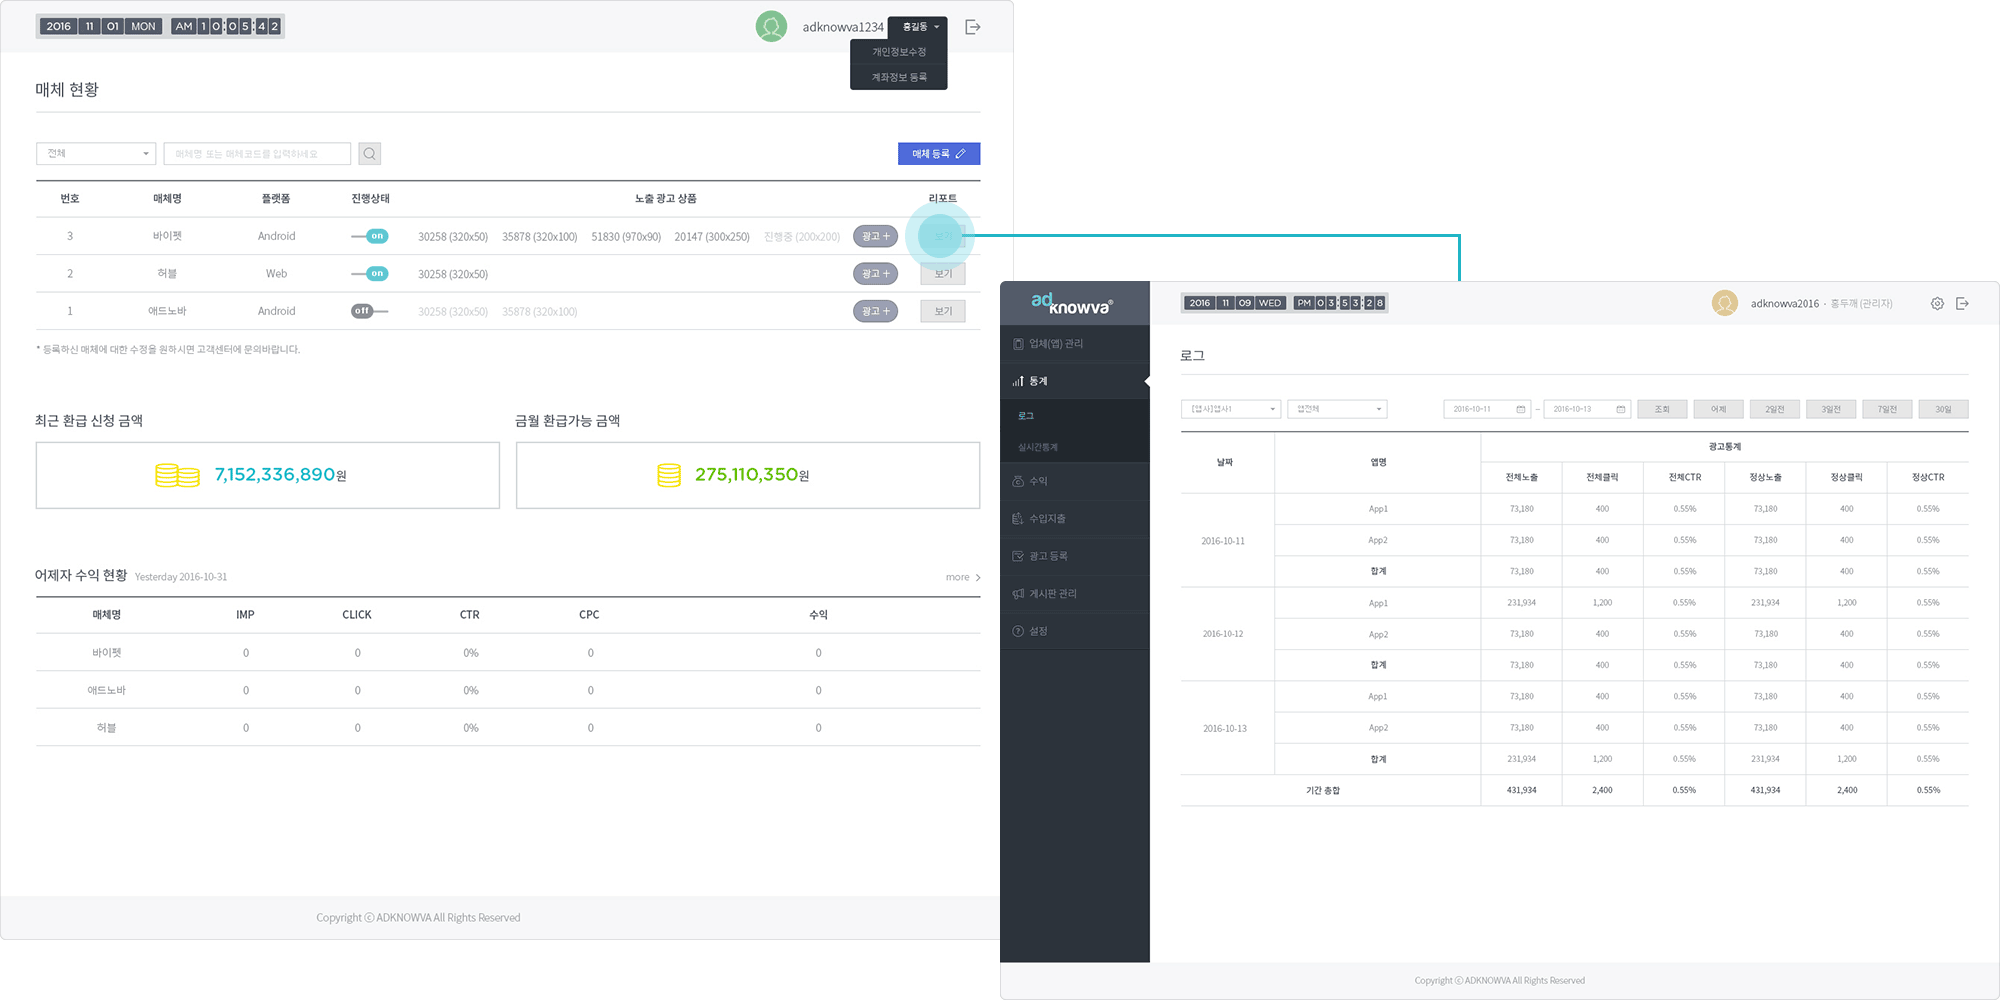 2016 11 01 MON AM 10:05:42
adknowva1234 홍길동
개인정보수정
계좌정보 등록
매체 현황
전체 매체명 또는 매체코드를 입력하세요 매체 등록
번호 매체명 플랫폼 진행상태 노출 광고 상품 리포트
3 바이펫 Android on 30258 (320x50) 35878 (320x100) 51830 (970x90) 20147 (300x250) 진행중 (200x200) 광고 + 보기
2 허블 Web on 30258 (320x50) 광고 + 보기
1 애드노바 Android off 30258 (320x50) 35878 (320x100) 광고 + 보기
* 등록하신 매체에 대한 수정을 원하시면 고객센터에 문의바랍니다.
최근 환급 신청 금액
7,152,336,890원
금월 환급가능 금액
275,110,350원
어제자 수익 현황 Yesterday 2016-10-31 more >
매체명 IMP CLICK CTR CPC 수익
바이펫 0 0 0% 0 0
애드노바 0 0 0% 0 0
허블 0 0 0% 0 0
Copyright ⓒ ADKNOWVA All Rights Reserved
adknowva®
업체(앱) 관리
통계
로그
실시간통계
수익
수입지출
광고 등록
게시판 관리
설정
2016 11 09 WED PM 03:53:28
adknowva2016 · 홍두깨 (관리자)
로그
[앱사]앱사1 앱전체 2016-10-11 – 2016-10-13 조회 어제 2일전 3일전 7일전 30일
날짜 앱명 광고통계
전체노출 전체클릭 전체CTR 정상노출 정상클릭 정상CTR
2016-10-11
App1 73,180 400 0.55% 73,180 400 0.55%
App2 73,180 400 0.55% 73,180 400 0.55%
합계 73,180 400 0.55% 73,180 400 0.55%
2016-10-12
App1 231,934 1,200 0.55% 231,934 1,200 0.55%
App2 73,180 400 0.55% 73,180 400 0.55%
합계 73,180 400 0.55% 73,180 400 0.55%
2016-10-13
App1 73,180 400 0.55% 73,180 400 0.55%
App2 73,180 400 0.55% 73,180 400 0.55%
합계 231,934 1,200 0.55% 231,934 1,200 0.55%
기간 총합 431,934 2,400 0.55% 431,934 2,400 0.55%
Copyright ⓒ ADKNOWVA All Rights Reserved